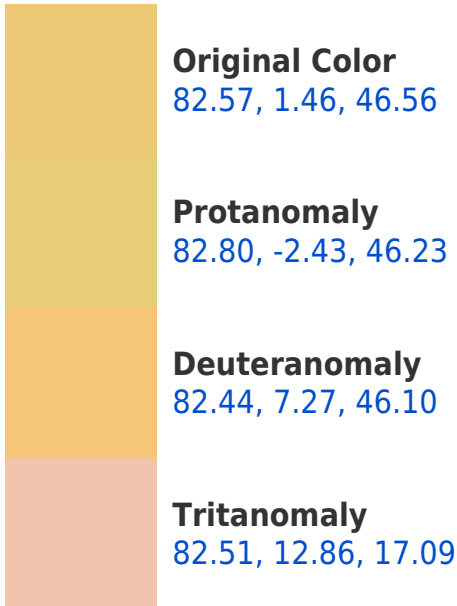 Original Color
82.57, 1.46, 46.56
Protanomaly
82.80, -2.43, 46.23
Deuteranomaly
82.44, 7.27, 46.10
Tritanomaly
82.51, 12.86, 17.09